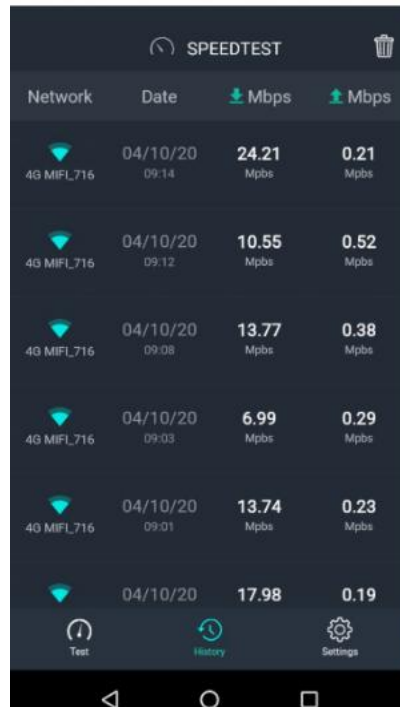 SPEEDTEST
Network Date Mbps Mbps
04/10/20 24.21 0.21
4G MIFI_716 09:14 Mpbs Mpbs
04/10/20 10.55 0.52
4G MIFI_716 09:12 Mpbs Mpbs
04/10/20 13.77 0.38
4G MIFI_716 09:08 Mpbs Mpbs
04/10/20 6.99 0.29
4G MIFI_716 09:03 Mpbs Mpbs
04/10/20 13.74 0.23
4G MIFI_716 09:01 Mpbs Mpbs
04/10/20 17.98 0.19
Test History Settings